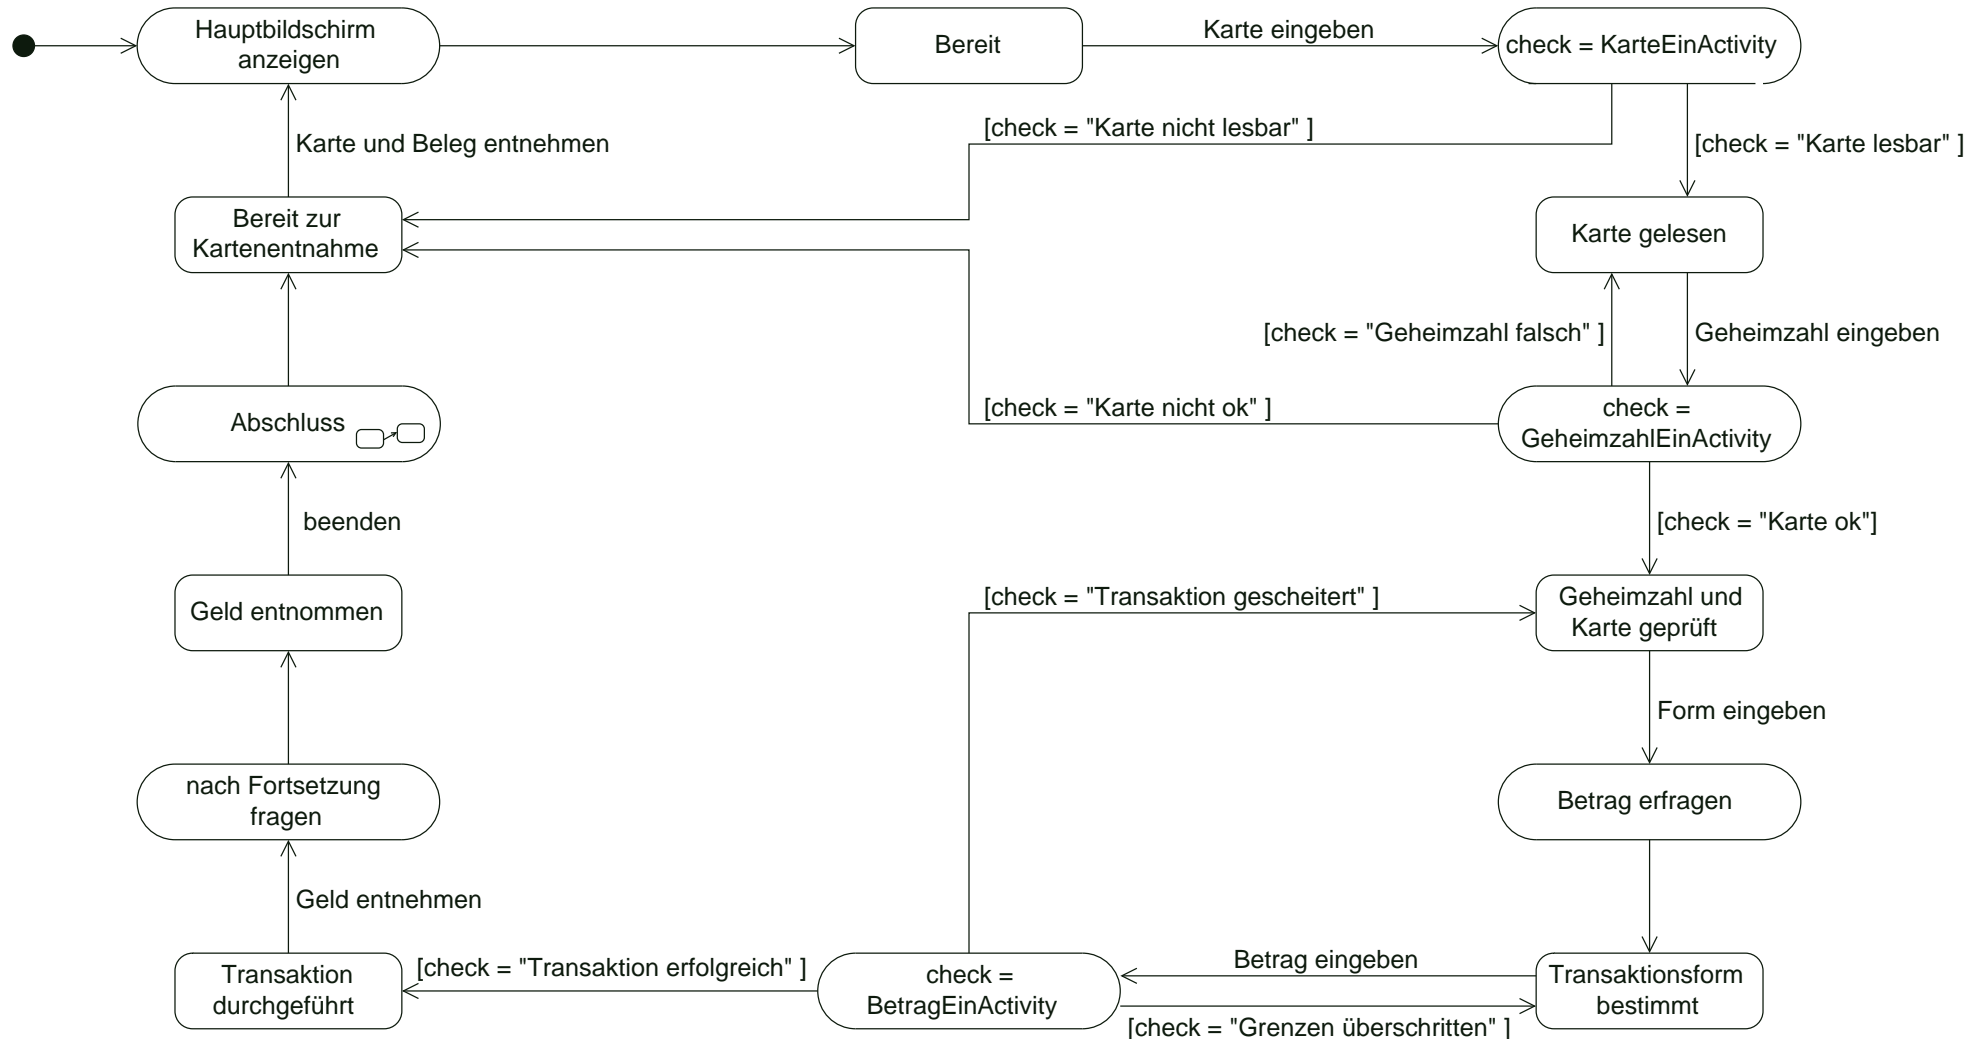 Hauptbildschirm
anzeigen
Bereit
Karte eingeben
check = KarteEinActivity
[check = "Karte nicht lesbar" ]
Karte und Beleg entnehmen
[check = "Karte lesbar" ]
Bereit zur
Kartenentnahme
Karte gelesen
[check = "Geheimzahl falsch" ]
Geheimzahl eingeben
Abschluss
[check = "Karte nicht ok" ]
check =
GeheimzahlEinActivity
beenden
[check = "Karte ok"]
Geld entnommen
[check = "Transaktion gescheitert" ]
Geheimzahl und
Karte geprüft
Form eingeben
nach Fortsetzung
fragen
Betrag erfragen
Geld entnehmen
Transaktion
durchgeführt
[check = "Transaktion erfolgreich" ]
check =
BetragEinActivity
Betrag eingeben
Transaktionsform
bestimmt
[check = "Grenzen überschritten" ]